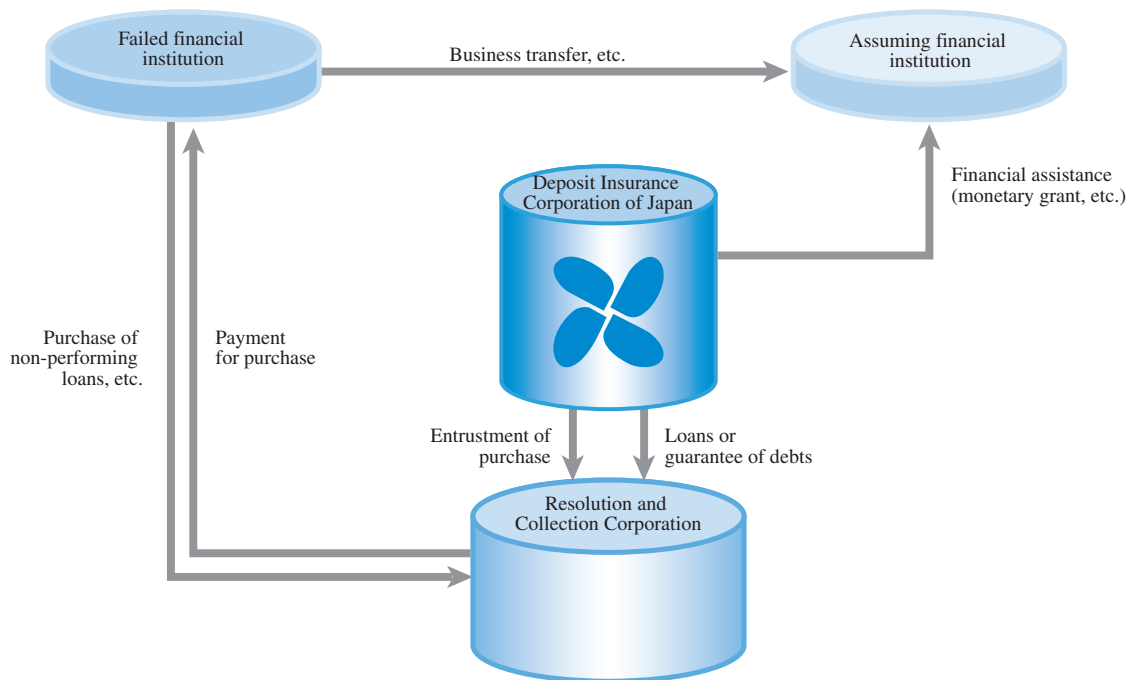 Failed financial
institution
Business transfer, etc.
Assuming financial
institution
Deposit Insurance
Corporation of Japan
Financial assistance
(monetary grant, etc.)
Purchase of
non-performing
loans, etc.
Payment
for purchase
Entrustment of
purchase
Loans or
guarantee of debts
Resolution and
Collection Corporation